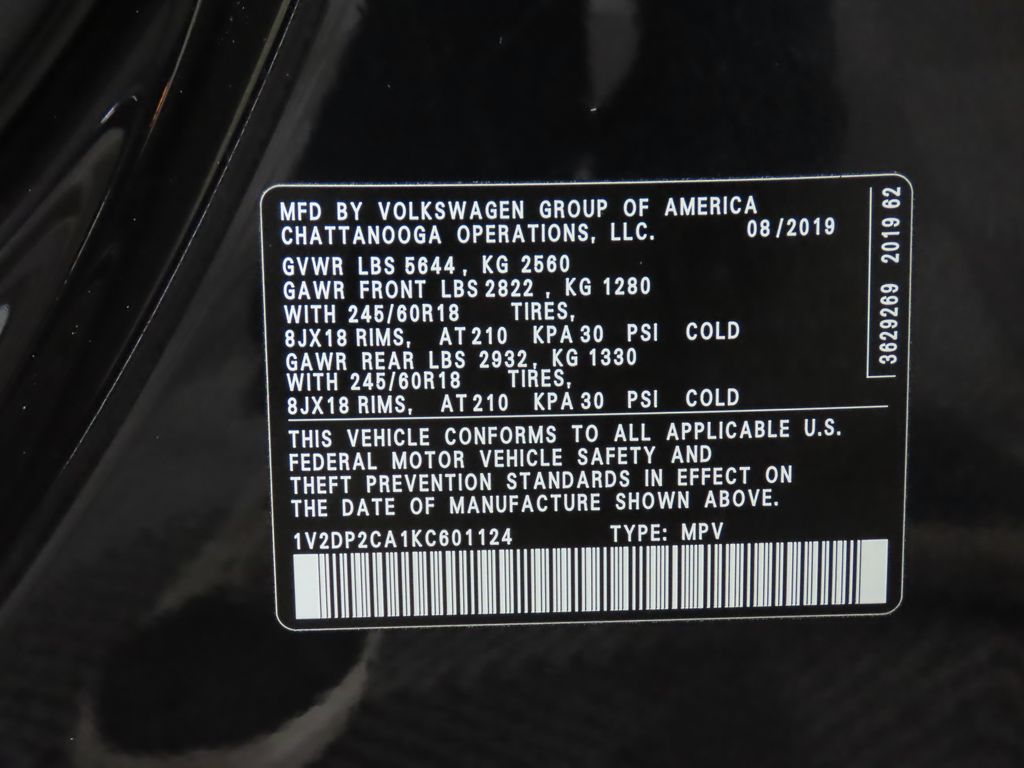 MFD BY VOLKSWAGEN GROUP OF AMERICA
CHATTANOOGA OPERATIONS, LLC. 08/2019
GVWR LBS 5644, KG 2560
GAWR FRONT LBS 2822, KG 1280
WITH 245/60R18 TIRES,
8JX18 RIMS, AT 210 KPA 30 PSI COLD
GAWR REAR LBS 2932, KG 1330
WITH 245/60R18 TIRES,
8JX18 RIMS, AT 210 KPA 30 PSI COLD
THIS VEHICLE CONFORMS TO ALL APPLICABLE U.S.
FEDERAL MOTOR VEHICLE SAFETY AND
THEFT PREVENTION STANDARDS IN EFFECT ON
THE DATE OF MANUFACTURE SHOWN ABOVE.
1V2DP2CA1KC601124 TYPE: MPV
3629269 2019 62